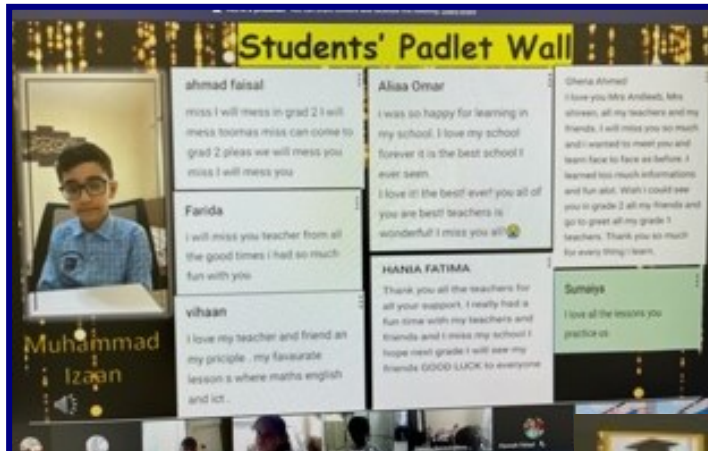 Students' Padlet Wall
ahmad faisal
miss I will mess in grad 2 I will
mess toomas miss can come to
grad 2 pleas we will mess you
miss I will mess you
Farida
i will miss you teacher from all
the good times i had so much
fun with you
vihaan
I love my teacher and friend an
my priciple . my favaurate
lesson s where maths english
and ict .
Aliaa Omar
I was so happy for learning in
my school. I love my school
forever it is the best school I
ever seen.
I love it! the best! ever! you all of
you are best! teachers is
wonderful! I miss you all!😭
HANIA FATIMA
Thank you all the teachers for
all your support. I really had a
fun time with my teachers and
friends and I miss my school I
hope next grade I will see my
friends GOOD LUCK to everyone
Ghena Ahmed
I love you Mrs Andleeb, Mrs
shireen, all my teachers and my
friends. I will miss you so much
and i wanted to meet you and
learn face to face as before. I
learned too much informations
and fun alot. Wish I could see
you in grade 2 all my friends and
go to greet all my grade 1
teachers. Thank you so much
for every thing i learn.
Sumaiya
I love all the lessons you
practice us
Muhammad
Izaan